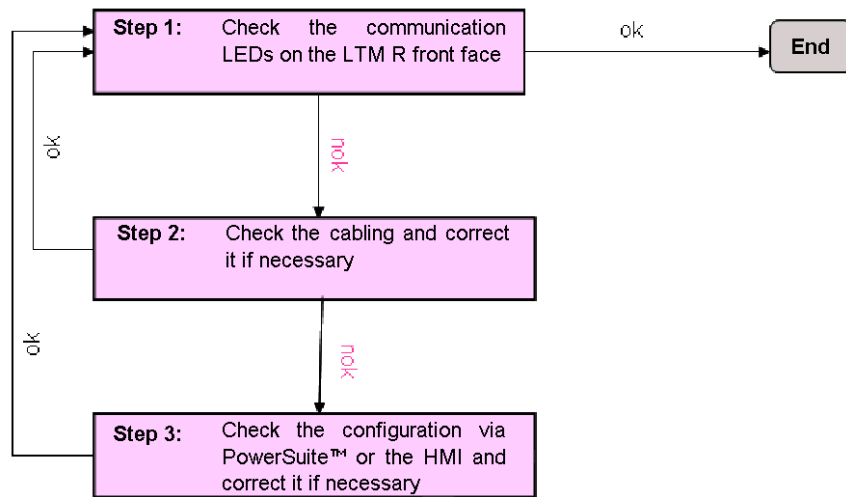 Step 1: Check the communication
LEDs on the LTM R front face
ok
End
nok
ok
Step 2: Check the cabling and correct
it if necessary
nok
ok
Step 3: Check the configuration via
PowerSuite™ or the HMI and
correct it if necessary